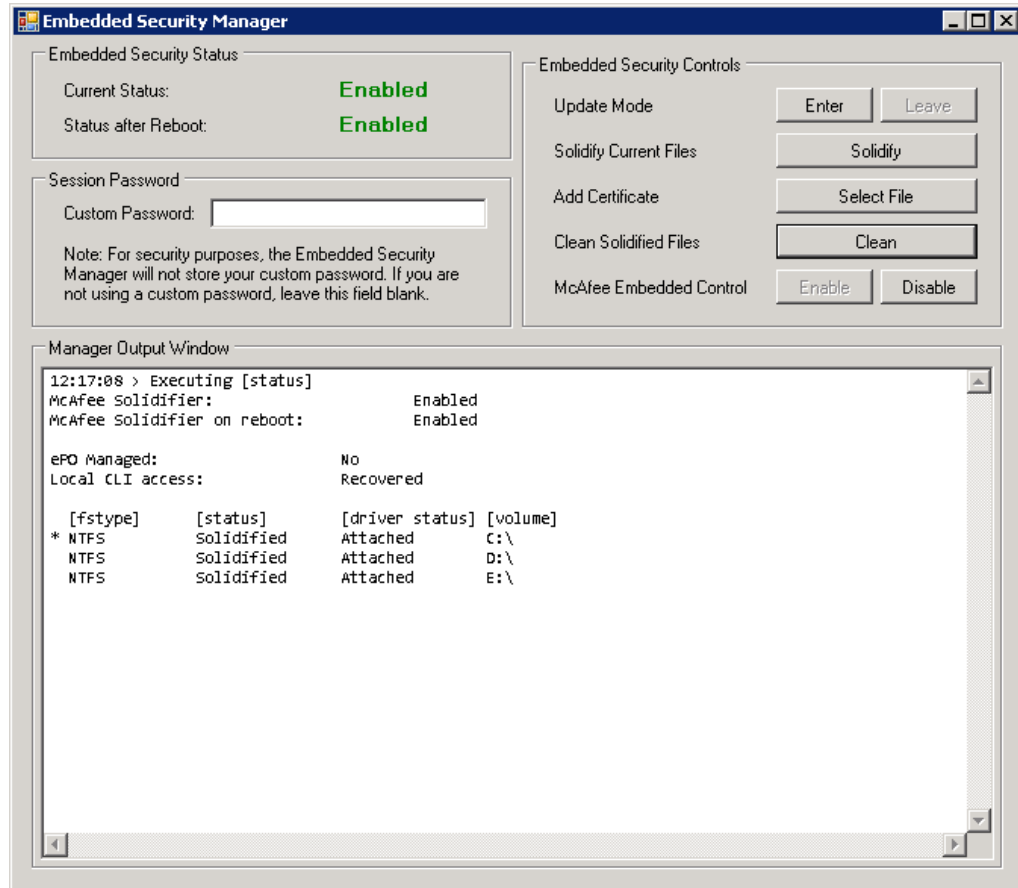 Embedded Security Manager
Embedded Security Status
Current Status: Enabled
Status after Reboot: Enabled
Session Password
Custom Password:
Note: For security purposes, the Embedded Security
Manager will not store your custom password. If you are
not using a custom password, leave this field blank.
Embedded Security Controls
Update Mode Enter Leave
Solidify Current Files Solidify
Add Certificate Select File
Clean Solidified Files Clean
McAfee Embedded Control Enable Disable
Manager Output Window
12:17:08 > Executing [status]
McAfee Solidifier: Enabled
McAfee Solidifier on reboot: Enabled
ePO Managed: No
Local CLI access: Recovered
[fstype] [status] [driver status] [volume]
* NTFS Solidified Attached C:\
NTFS Solidified Attached D:\
NTFS Solidified Attached E:\